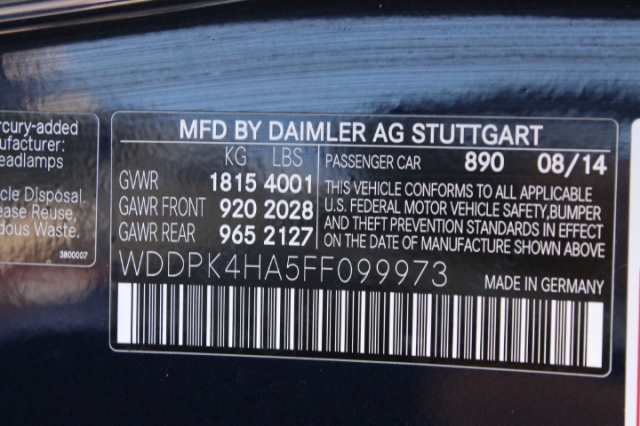 rcury-added
anufacturer:
eadlamps
cle Disposal.
ease Reuse,
dous Waste.
3800007
MFD BY DAIMLER AG STUTTGART
KG LBS
GVWR 1815 4001
GAWR FRONT 920 2028
GAWR REAR 965 2127
PASSENGER CAR 890 08/14
THIS VEHICLE CONFORMS TO ALL APPLICABLE
U.S. FEDERAL MOTOR VEHICLE SAFETY,BUMPER
AND THEFT PREVENTION STANDARDS IN EFFECT
ON THE DATE OF MANUFACTURE SHOWN ABOVE
WDDPK4HA5FF099973
MADE IN GERMANY